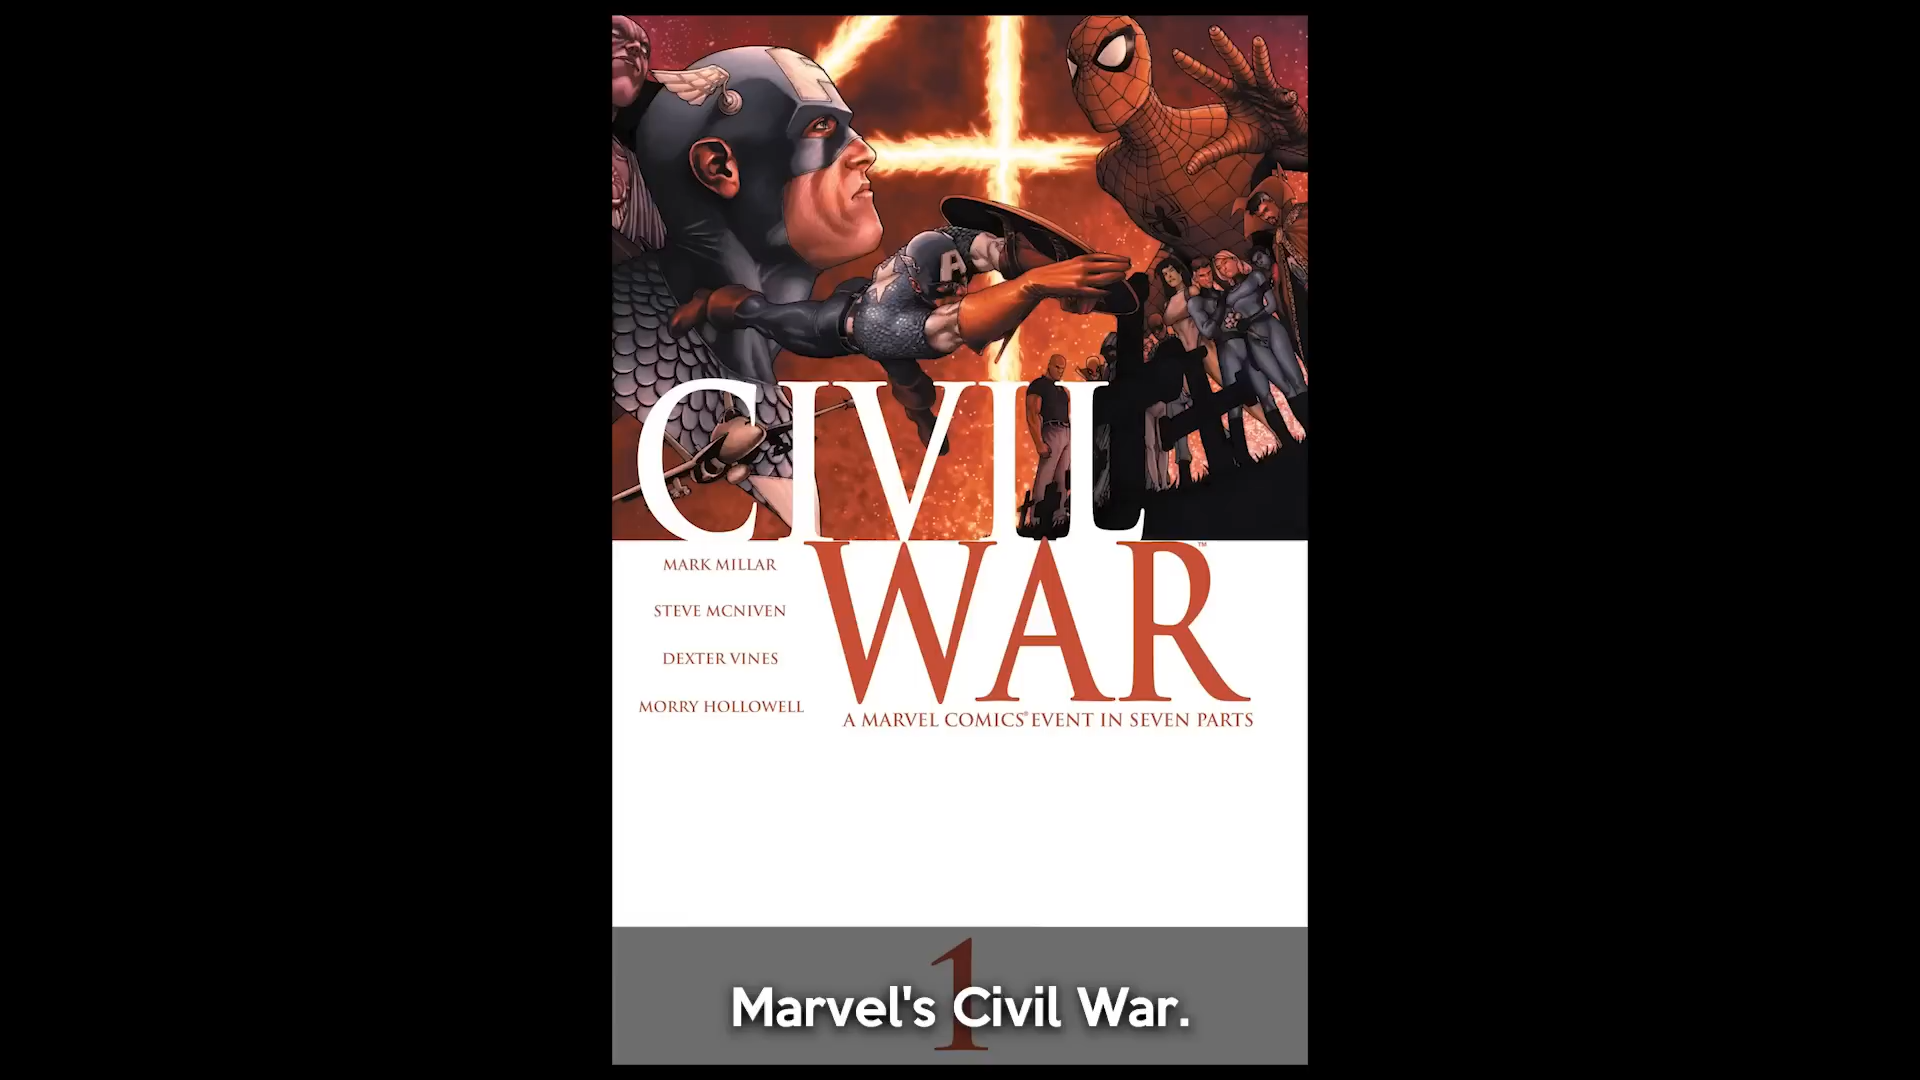 CIVIL
WAR
™
MARK MILLAR
STEVE MCNIVEN
DEXTER VINES
MORRY HOLLOWELL
A MARVEL COMICS® EVENT IN SEVEN PARTS
1
Marvel's Civil War.